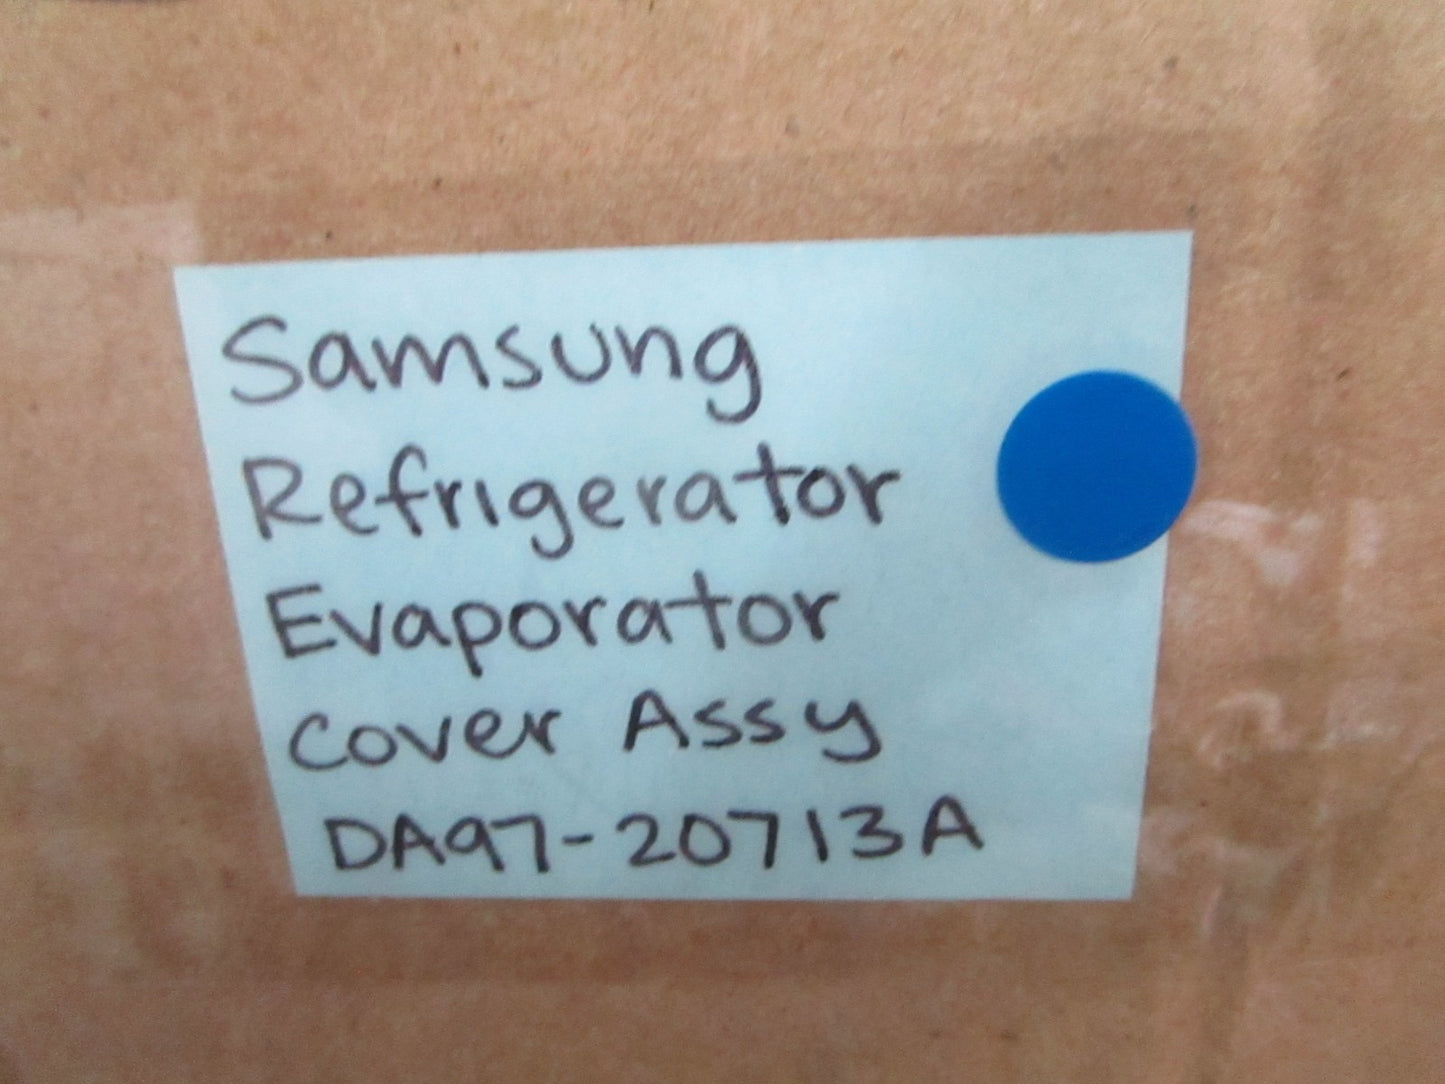 Samsung
Refrigerator
Evaporator
Cover Assy
DA97-20713A